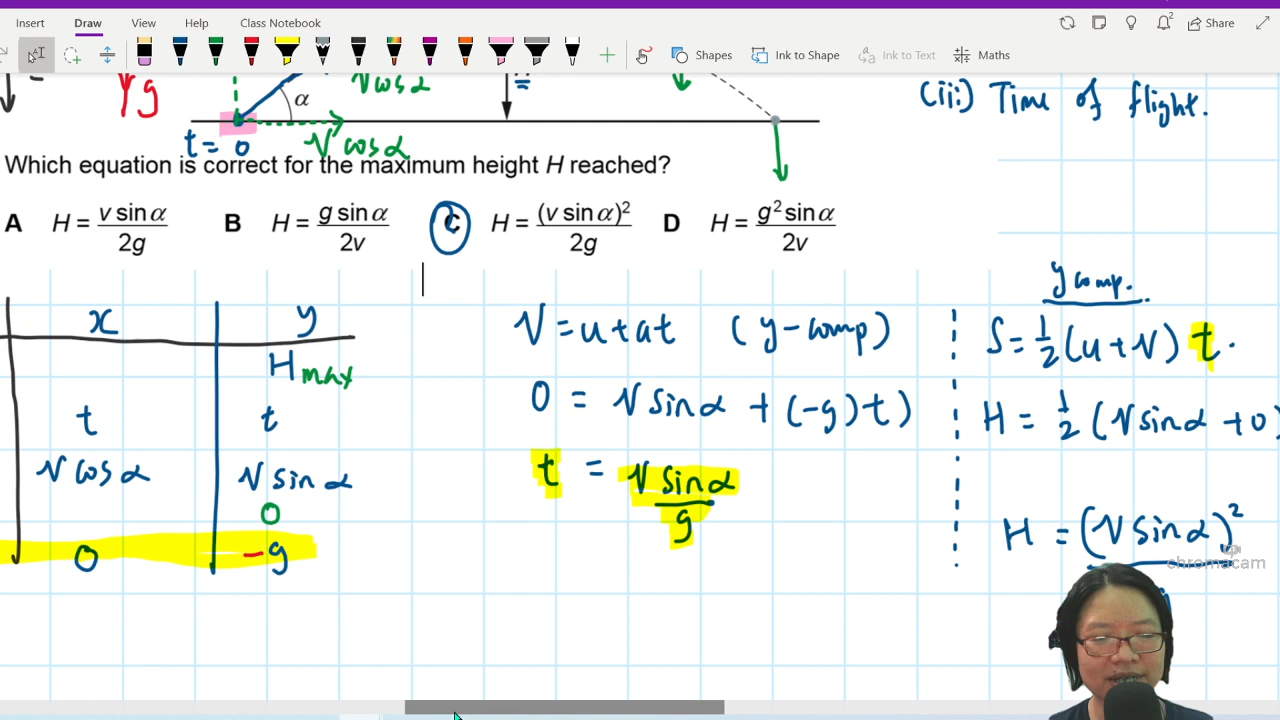 Insert Draw View Help Class Notebook
2
Share
Shapes Ink to Shape Ink to Text Maths
g
v cos α
α
=
t = 0
v cos α
(iii) Time of flight.
Which equation is correct for the maximum height H reached?
A H = v sin α / 2g B H = g sin α / 2v C H = (v sin α)² / 2g D H = g² sin α / 2v
x y
H max
t t
v cos α v sin α
0
0 -g
v = u + at (y-comp)
0 = v sin α + (-g)t)
t = v sin α / g
y comp.
S = 1/2 (u + v) t.
H = 1/2 (v sin α + 0)
H = (v sin α)²
chromacam